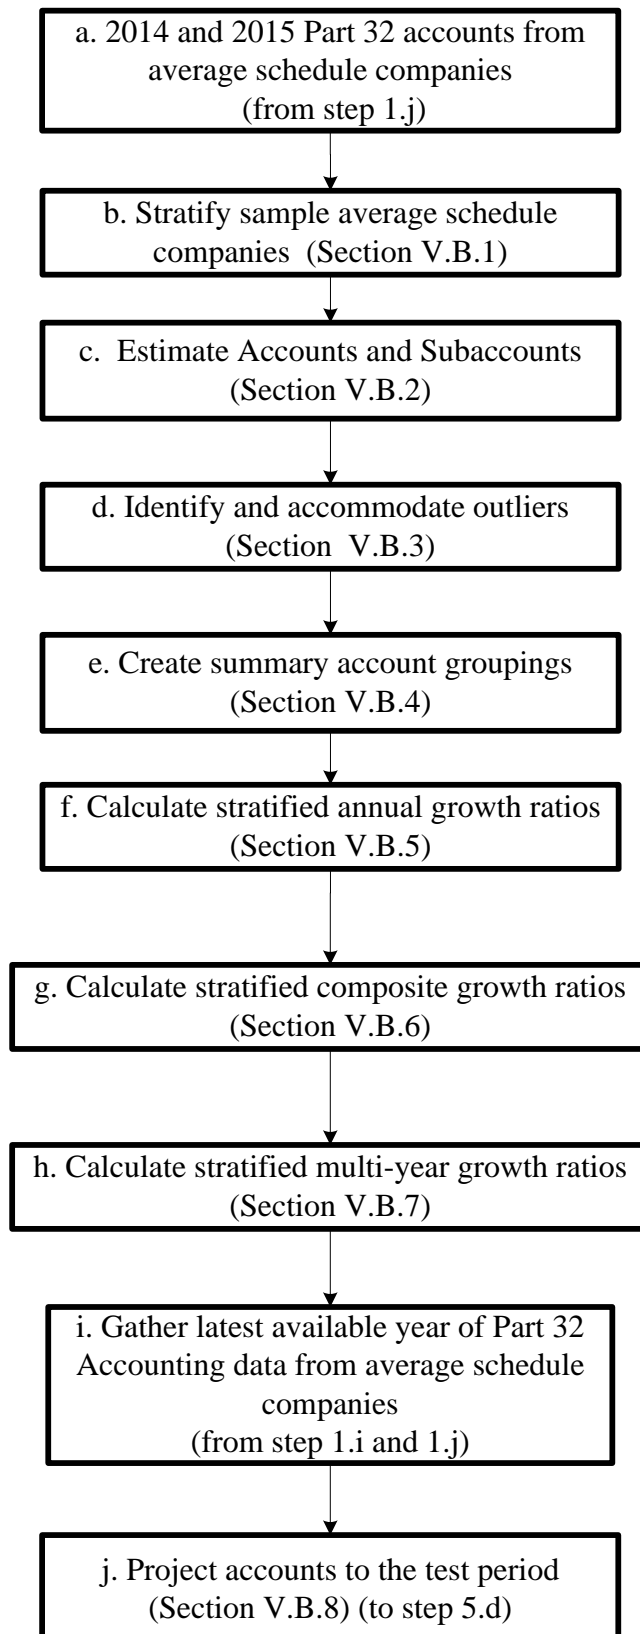 a. 2014 and 2015 Part 32 accounts from
average schedule companies
(from step 1.j)
b. Stratify sample average schedule
companies (Section V.B.1)
c. Estimate Accounts and Subaccounts
(Section V.B.2)
d. Identify and accommodate outliers
(Section V.B.3)
e. Create summary account groupings
(Section V.B.4)
f. Calculate stratified annual growth ratios
(Section V.B.5)
g. Calculate stratified composite growth ratios
(Section V.B.6)
h. Calculate stratified multi-year growth ratios
(Section V.B.7)
i. Gather latest available year of Part 32
Accounting data from average schedule
companies
(from step 1.i and 1.j)
j. Project accounts to the test period
(Section V.B.8) (to step 5.d)